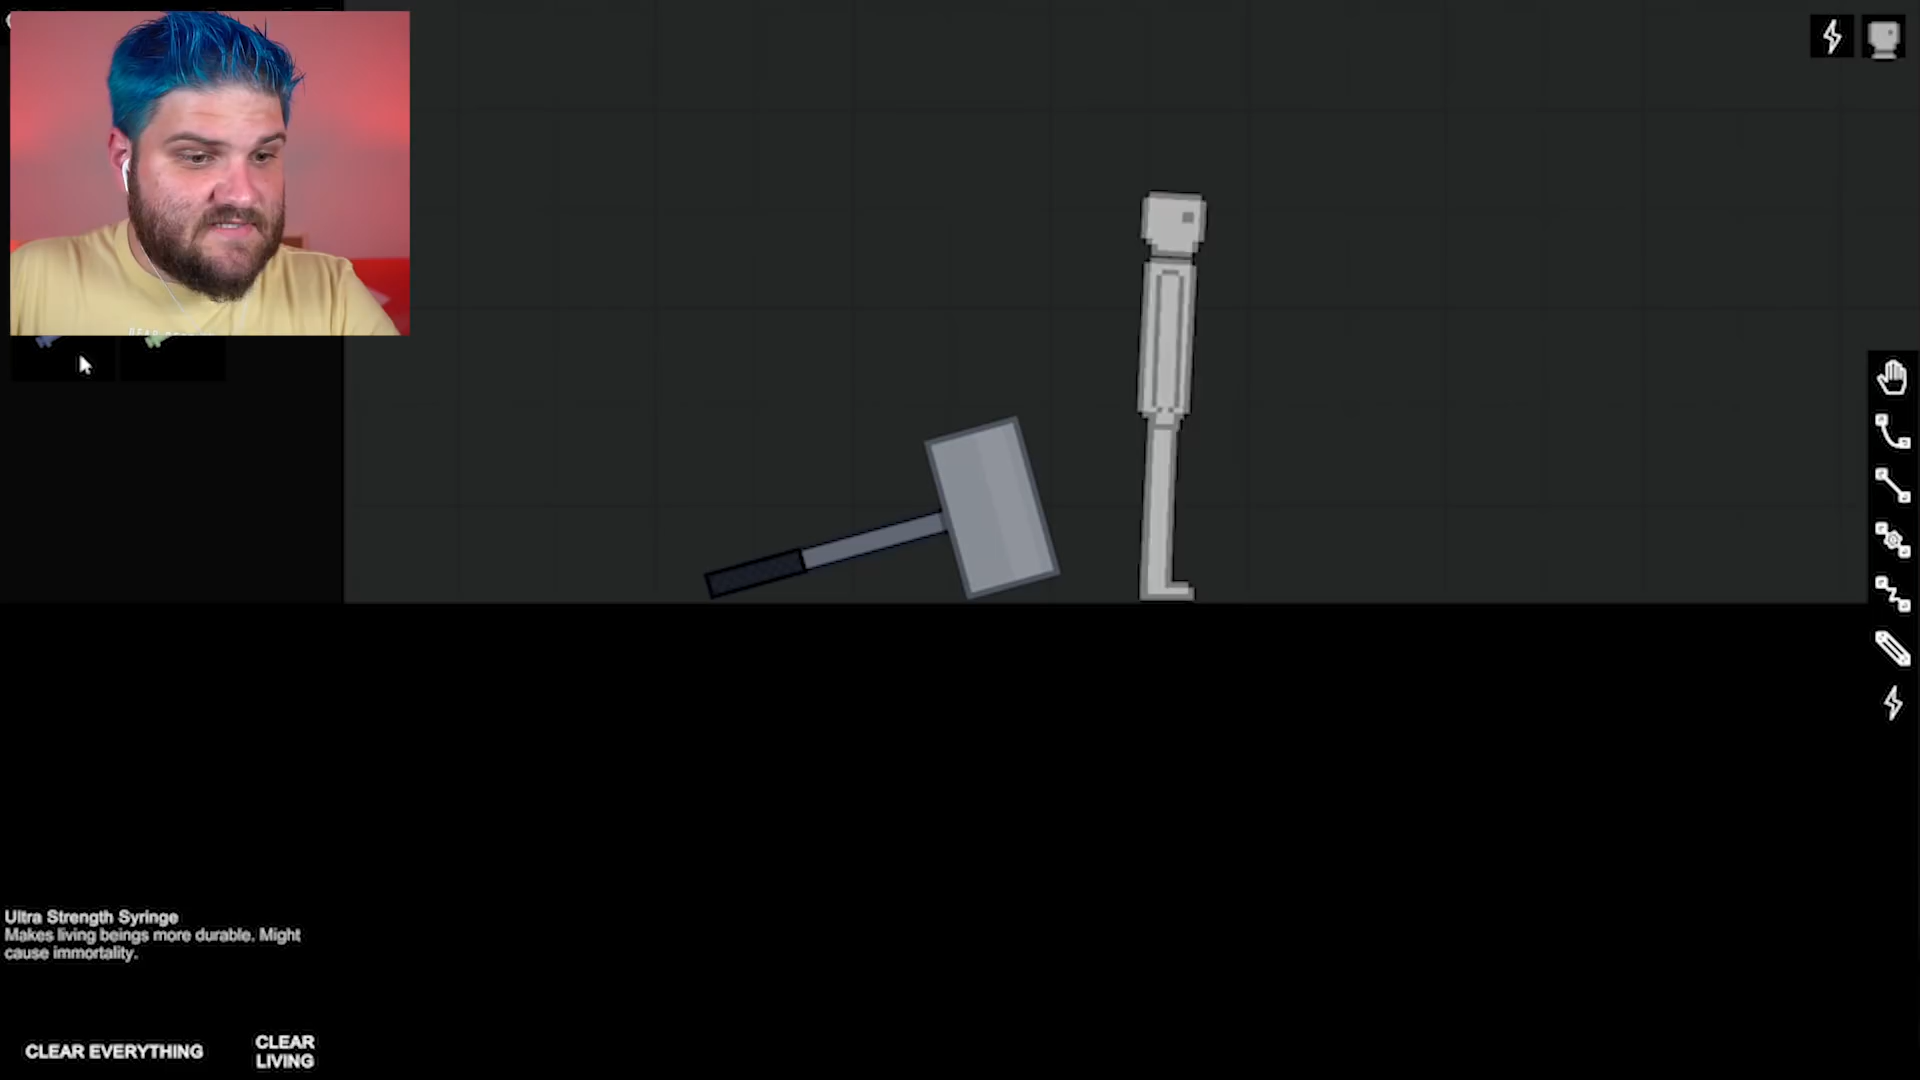 Ultra Strength Syringe
Makes living beings more durable. Might
cause immortality.
CLEAR EVERYTHING
CLEAR
LIVING